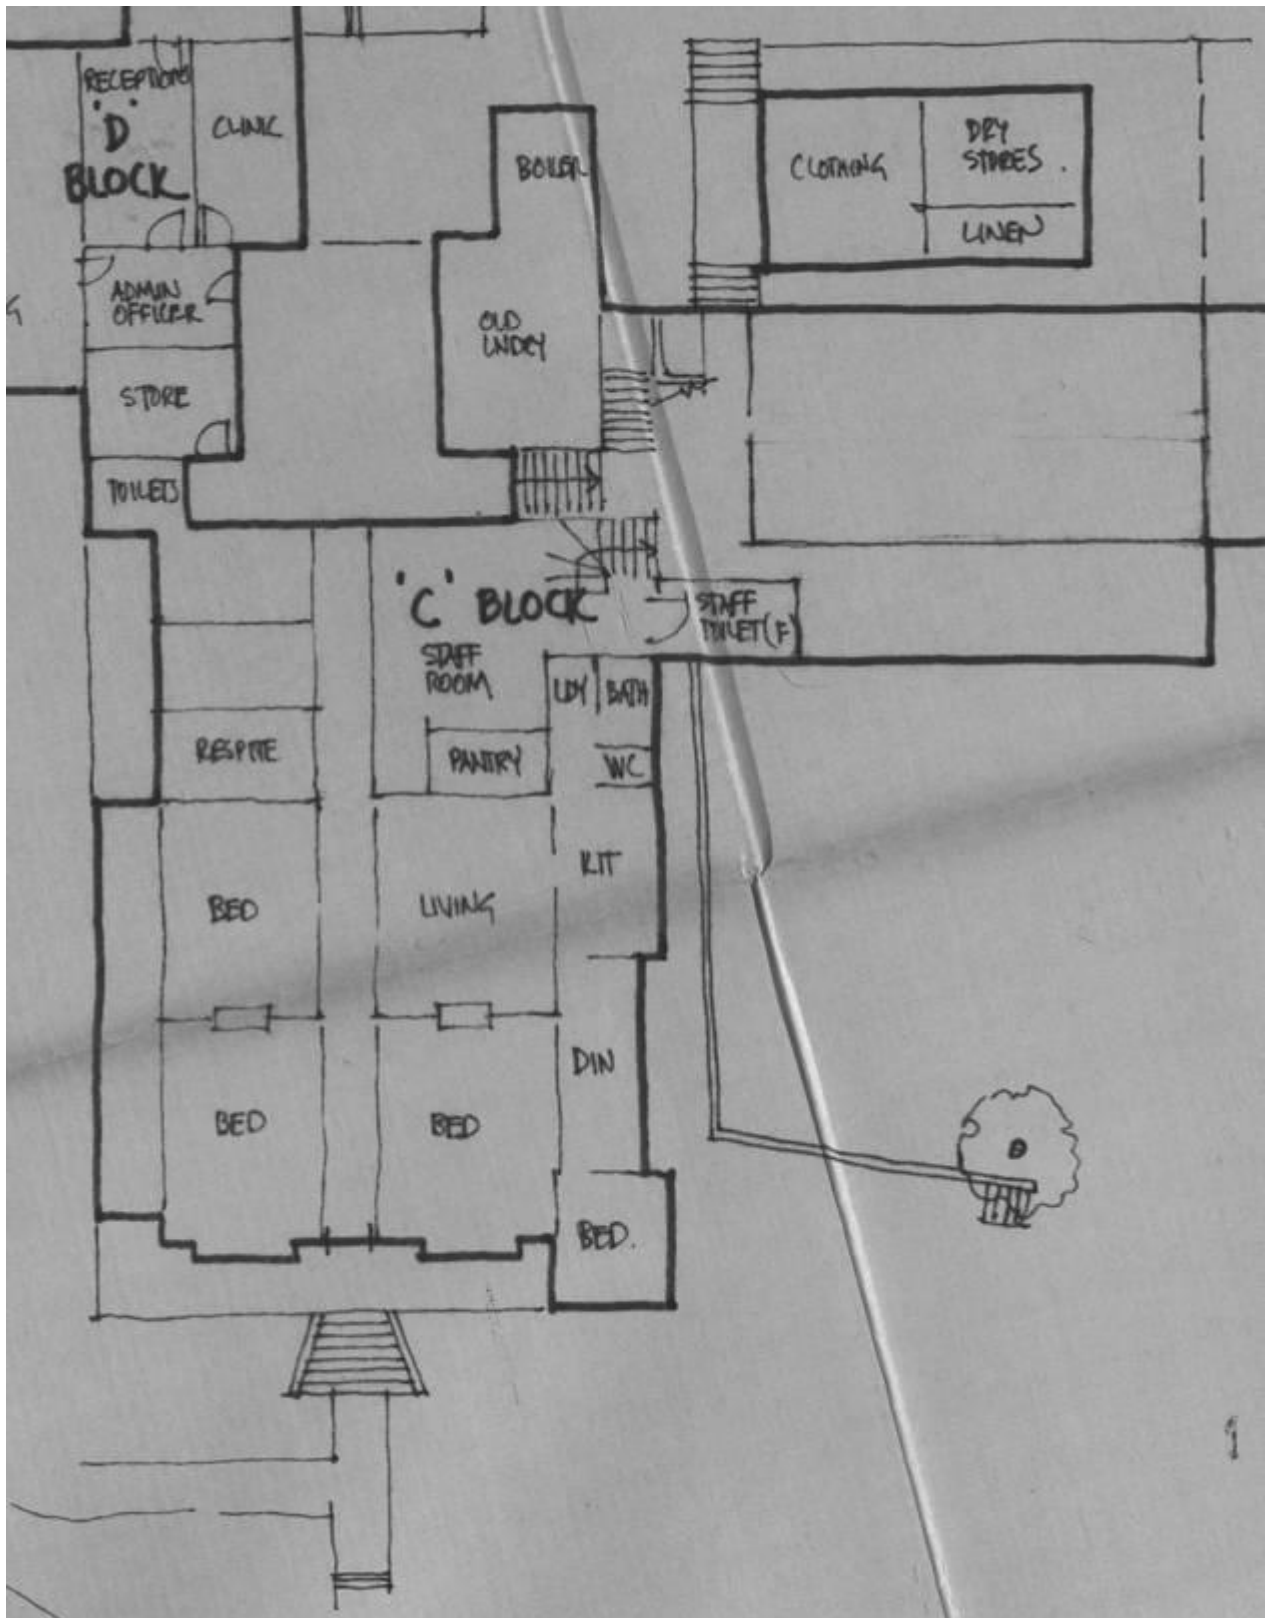 RECEPTION
'D'
BLOCK
CLINIC
BOILER
CLOTHING
DRY
STORES.
LINEN
ADMIN
OFFICER
OLD
LNDRY
STORE
TOILETS
'C' BLOCK
STAFF
TOILET (F)
STAFF
ROOM
LDY
BATH
RESPITE
PANTRY
WC
KIT
BED
LIVING
DIN
BED
BED
BED.
1